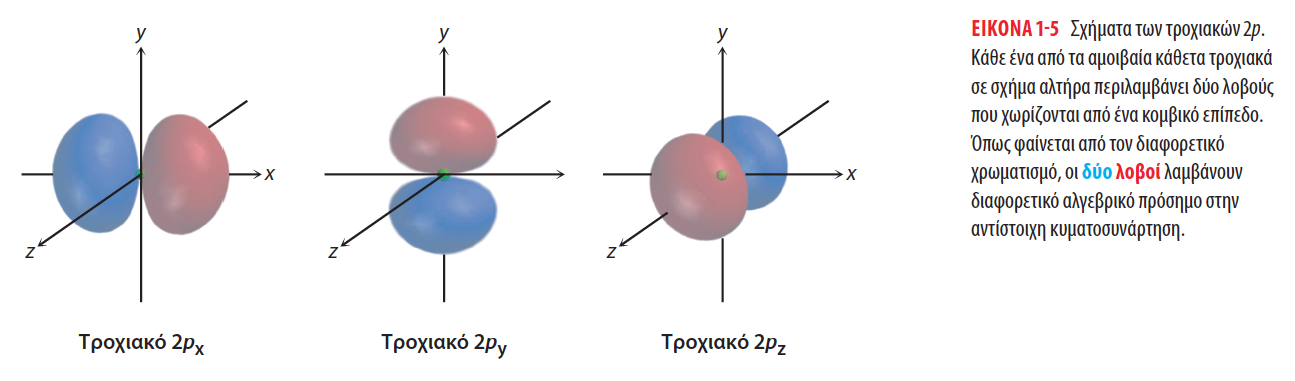 y
x
z
Τροχιακό 2px
y
z
Τροχιακό 2py
y
x
z
Τροχιακό 2pz
ΕΙΚΟΝΑ 1-5 Σχήματα των τροχιακών 2p.
Κάθε ένα από τα αμοιβαία κάθετα τροχιακά
σε σχήμα αλτήρα περιλαμβάνει δύο λοβούς
που χωρίζονται από ένα κομβικό επίπεδο.
Όπως φαίνεται από τον διαφορετικό
χρωματισμό, οι δύο λοβοί λαμβάνουν
διαφορετικό αλγεβρικό πρόσημο στην
αντίστοιχη κυματοσυνάρτηση.